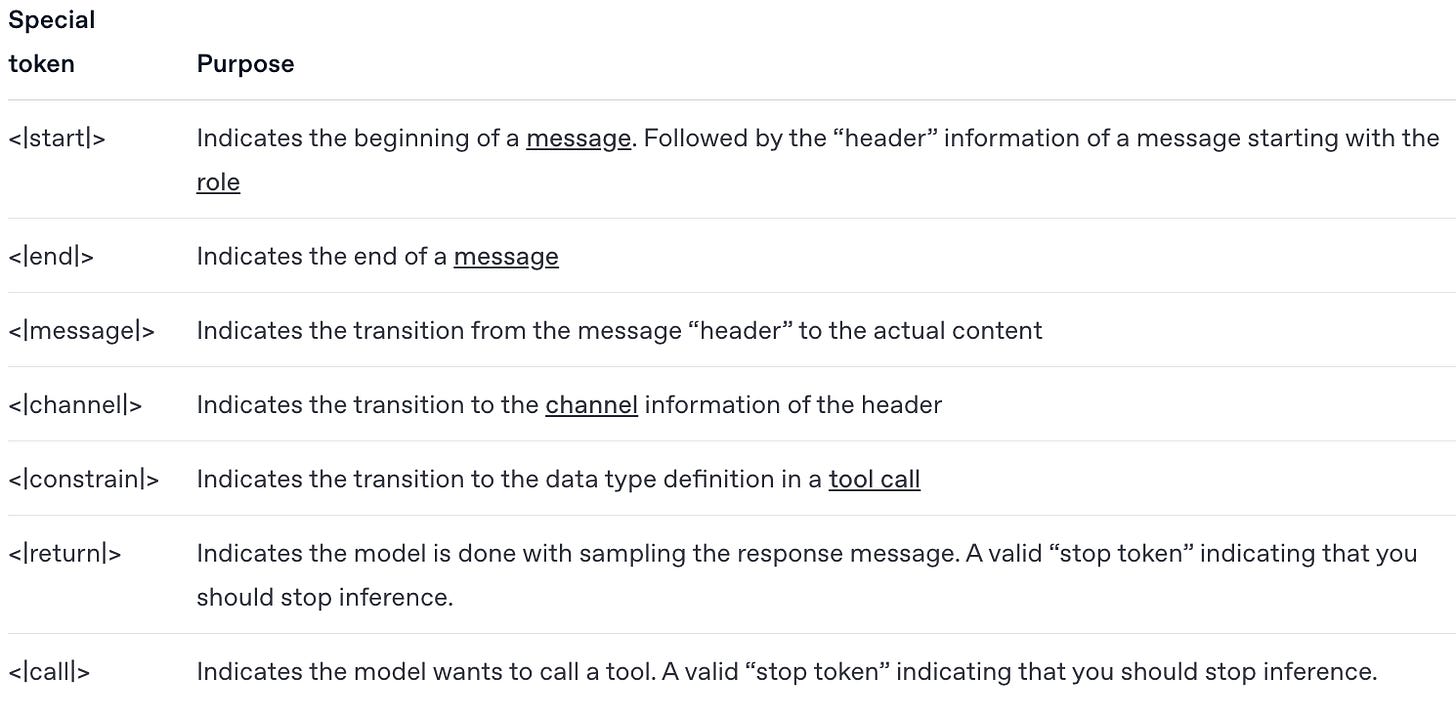 Special
token
Purpose
<|start|>
Indicates the beginning of a message. Followed by the “header” information of a message starting with the
role
<|end|>
Indicates the end of a message
<|message|>
Indicates the transition from the message “header” to the actual content
<|channel|>
Indicates the transition to the channel information of the header
<|constrain|>
Indicates the transition to the data type definition in a tool call
<|return|>
Indicates the model is done with sampling the response message. A valid “stop token” indicating that you
should stop inference.
<|call|>
Indicates the model wants to call a tool. A valid “stop token” indicating that you should stop inference.